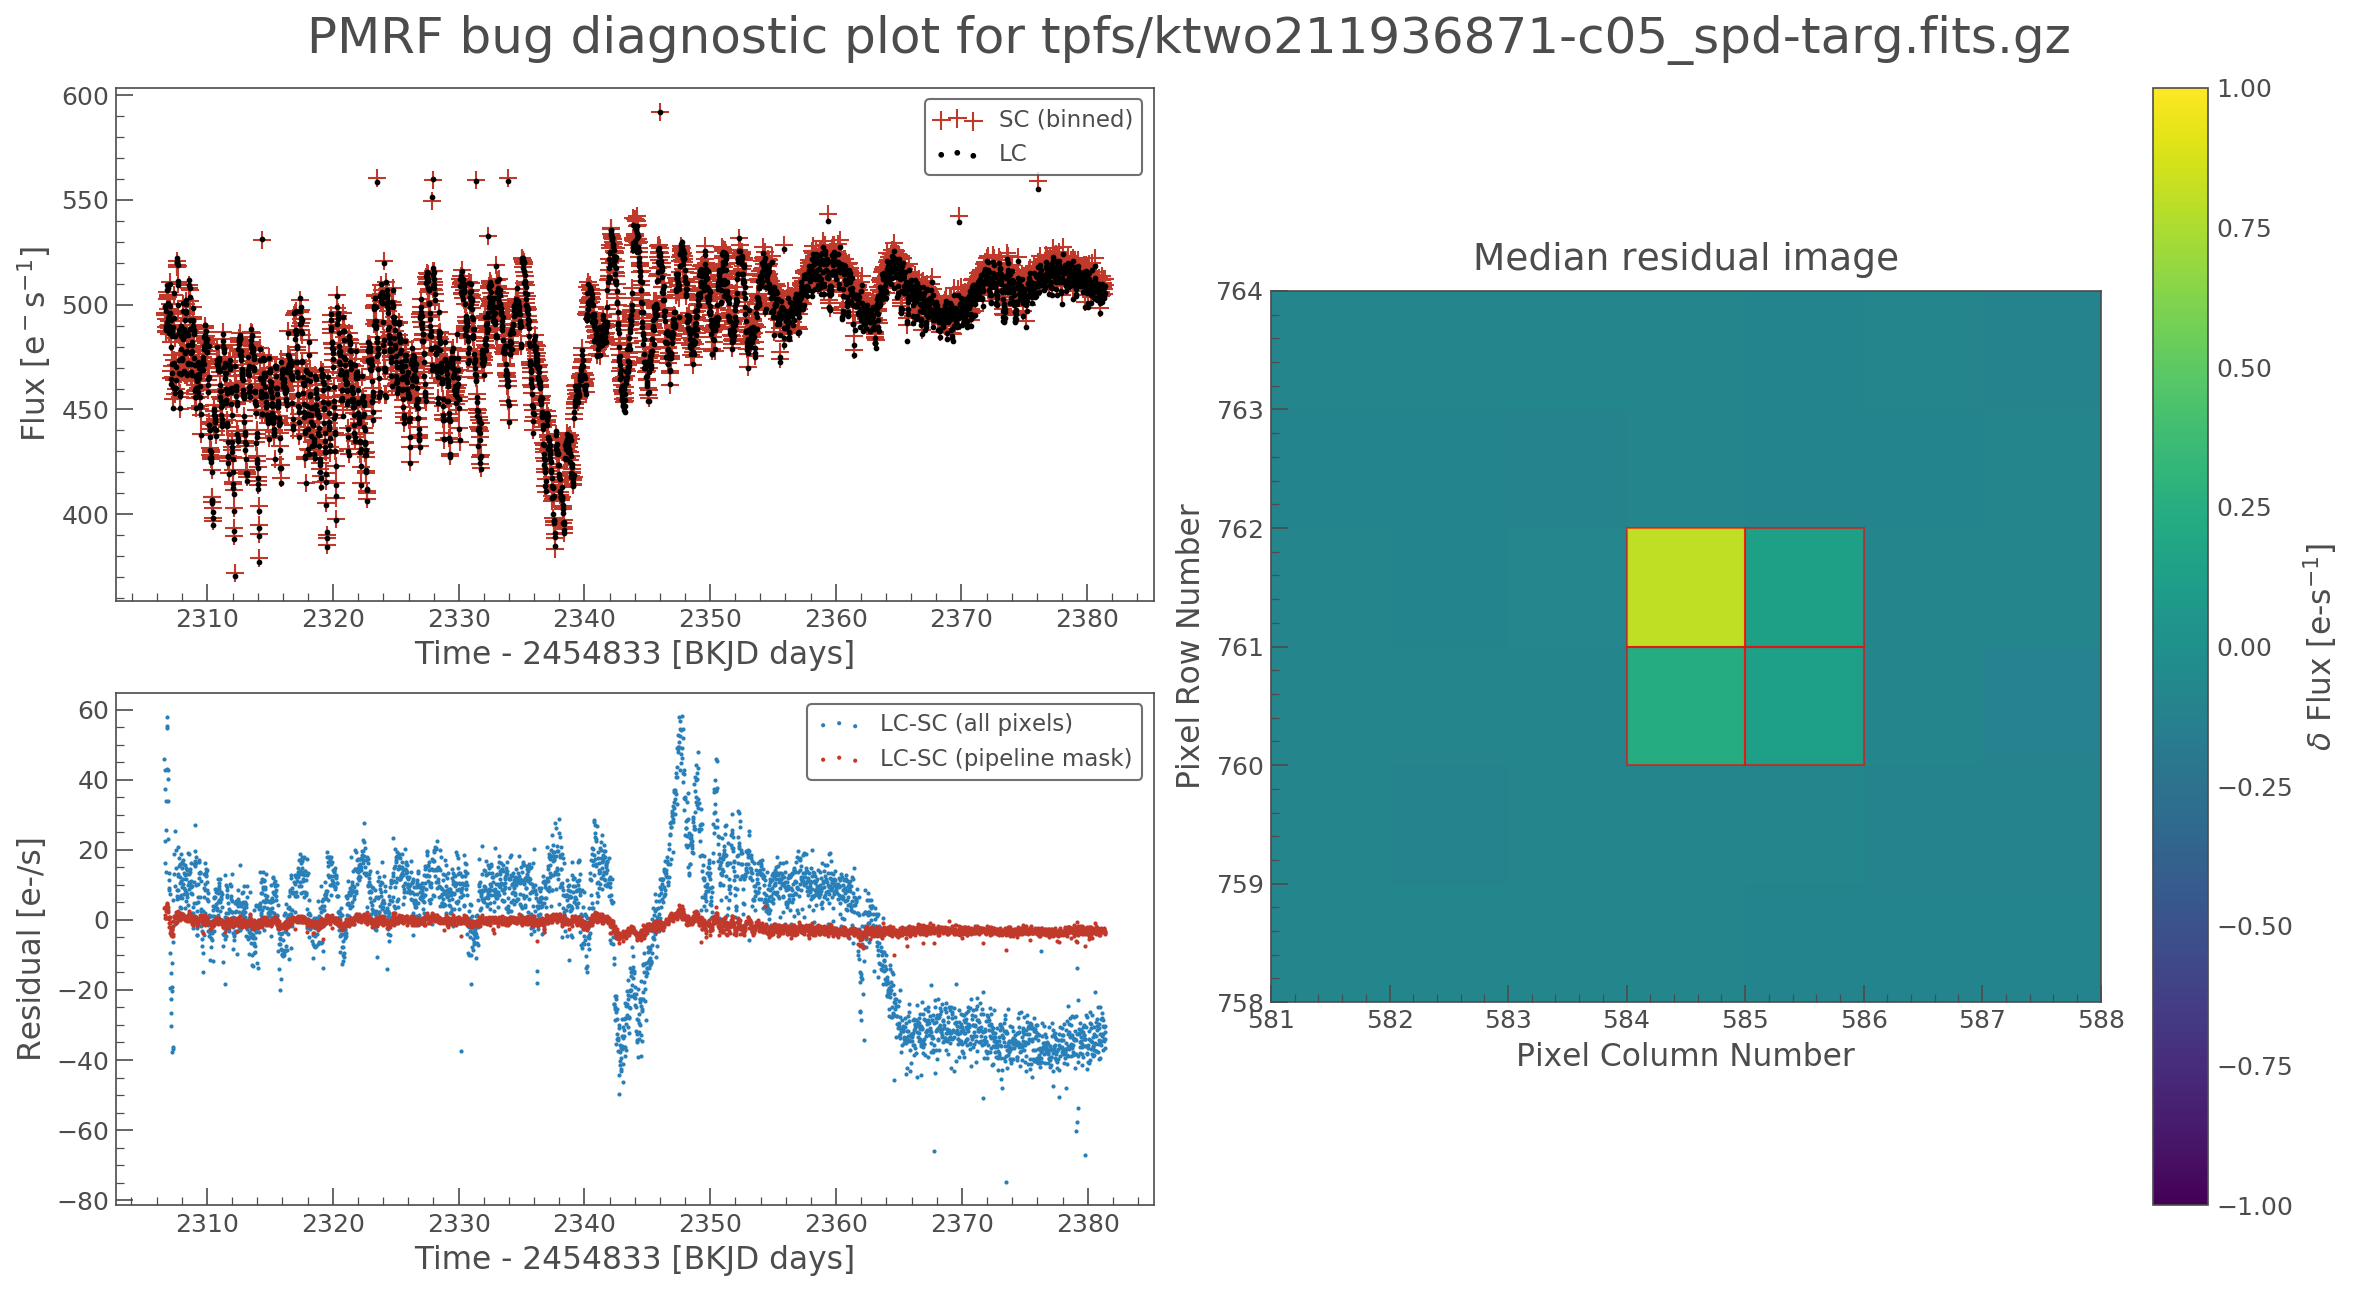 PMRF bug diagnostic plot for tpfs/ktwo211936871-c05_spd-targ.fits.gz
600
550
500
450
400
Flux [e⁻ s⁻¹]
SC (binned)
LC
2310 2320 2330 2340 2350 2360 2370 2380
Time - 2454833 [BKJD days]
60
40
20
0
−20
−40
−60
−80
Residual [e-/s]
LC-SC (all pixels)
LC-SC (pipeline mask)
2310 2320 2330 2340 2350 2360 2370 2380
Time - 2454833 [BKJD days]
Median residual image
764
763
762
761
760
759
758
Pixel Row Number
581 582 583 584 585 586 587 588
Pixel Column Number
1.00
0.75
0.50
0.25
0.00
−0.25
−0.50
−0.75
−1.00
δ Flux [e-s⁻¹]